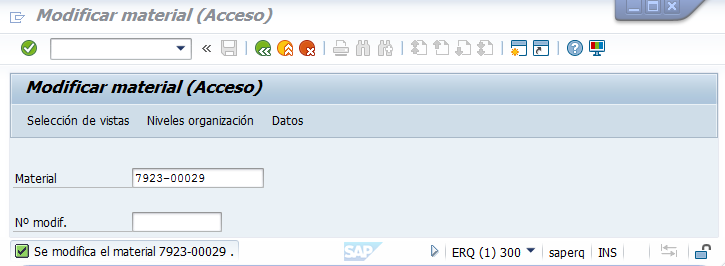 Modificar material (Acceso)
Modificar material (Acceso)
Selección de vistas Niveles organización Datos
Material 7923-00029
Nº modif.
Se modifica el material 7923-00029 . SAP ERQ (1) 300 saperq INS